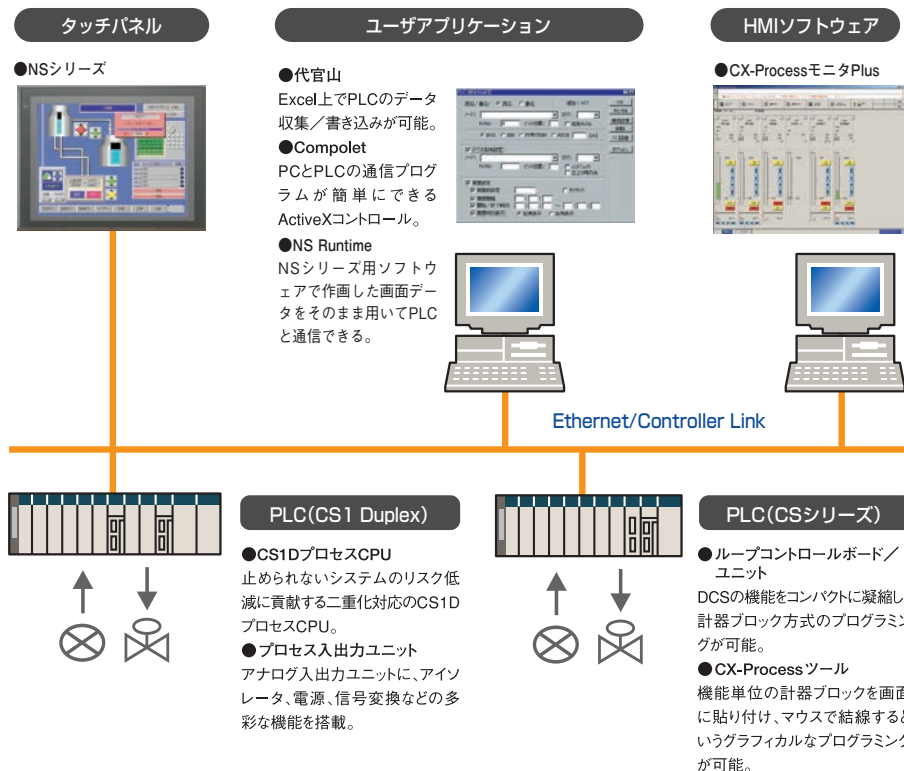 タッチパネル
●NSシリーズ
ユーザアプリケーション
●代官山
Excel上でPLCのデータ
収集／書き込みが可能。
●Compolet
PCとPLCの通信プログ
ラムが簡単にできる
ActiveXコントロール。
●NS Runtime
NSシリーズ用ソフトウ
ェアで作画した画面デー
タをそのまま用いてPLC
と通信できる。
HMIソフトウェア
●CX-ProcessモニタPlus
Ethernet/Controller Link
PLC(CS1 Duplex)
●CS1DプロセスCPU
止められないシステムのリスク低
減に貢献する二重化対応のCS1D
プロセスCPU。
●プロセス入出力ユニット
アナログ入出力ユニットに、アイソ
レータ、電源、信号変換などの多
彩な機能を搭載。
PLC(CSシリーズ)
●ループコントロールボード／
ユニット
DCSの機能をコンパクトに凝縮し
計器ブロック方式のプログラミン
グが可能。
●CX-Processツール
機能単位の計器ブロックを画面
に貼り付け、マウスで結線すると
いうグラフィカルなプログラミング
が可能。